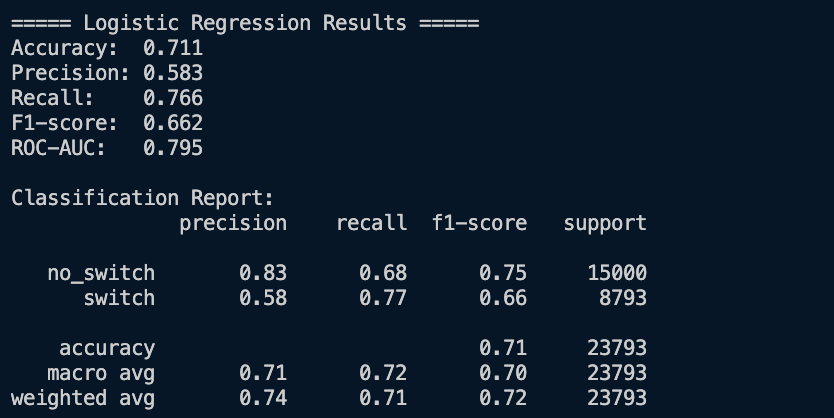 ===== Logistic Regression Results =====
Accuracy:  0.711
Precision: 0.583
Recall:    0.766
F1-score:  0.662
ROC-AUC:   0.795
Classification Report:
              precision    recall  f1-score   support
   no_switch       0.83      0.68      0.75     15000
      switch       0.58      0.77      0.66      8793
    accuracy                           0.71     23793
   macro avg       0.71      0.72      0.70     23793
weighted avg       0.74      0.71      0.72     23793